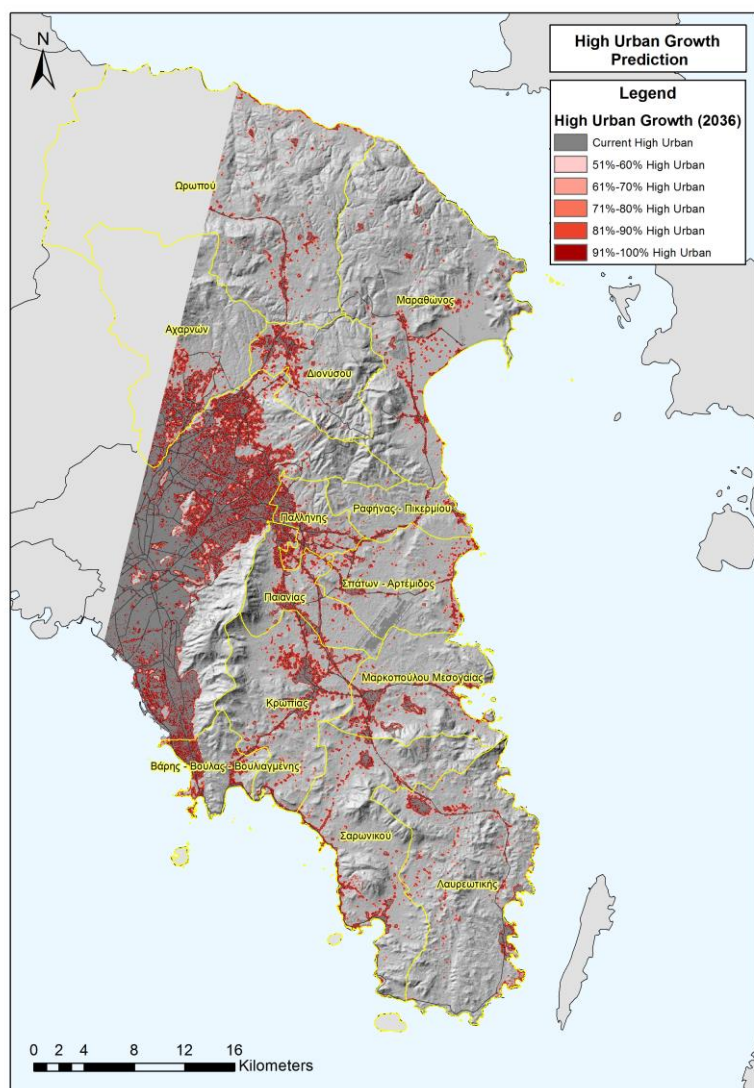 N
High Urban Growth
Prediction
Legend
High Urban Growth (2036)
Current High Urban
51%-60% High Urban
61%-70% High Urban
71%-80% High Urban
81%-90% High Urban
91%-100% High Urban
Ωρωπού
Μαραθώνος
Αχαρνών
Διονύσου
Ραφήνας - Πικερμίου
Παλλήνης
Σπάτων - Αρτέμιδος
Παιανίας
Μαρκοπούλου Μεσογαίας
Κρωπίας
Βάρης - Βούλας - Βουλιαγμένης
Σαρωνικού
Λαυρεωτικής
0 2 4 8 12 16
Kilometers